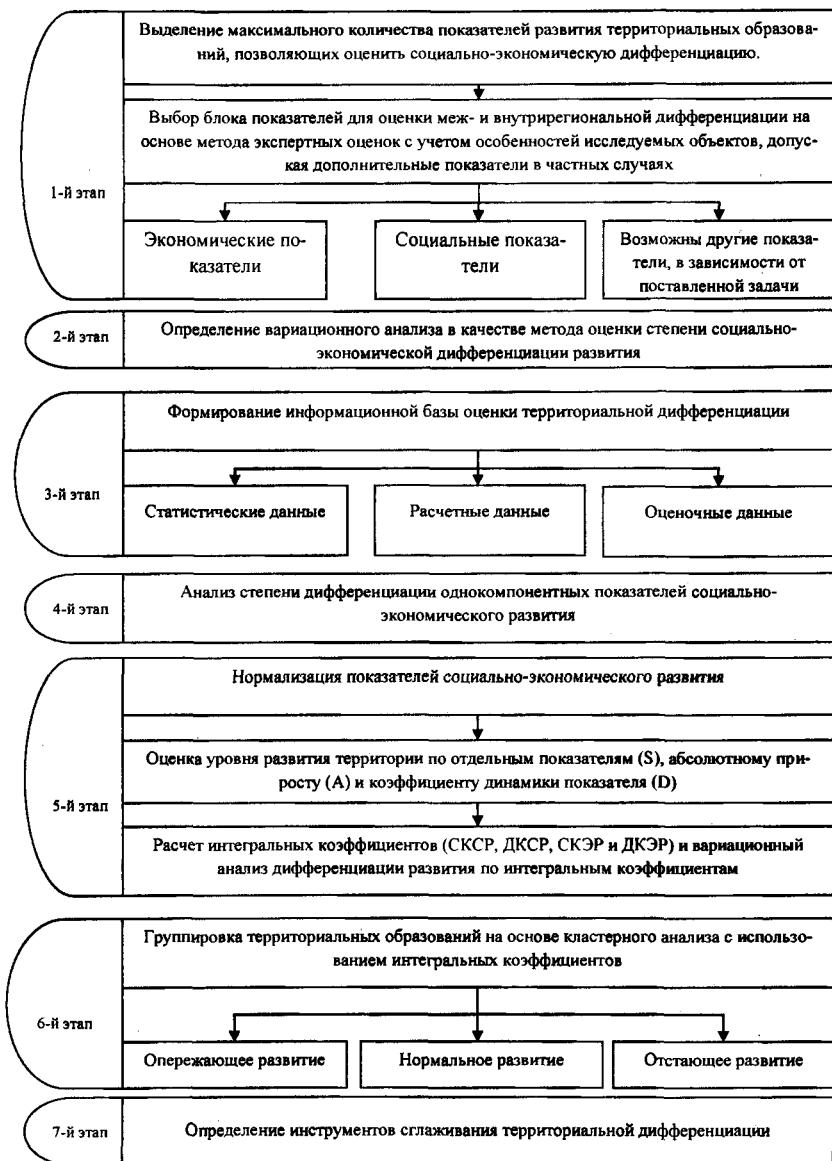 Выделение максимального количества показателей развития территориальных образова-
ний, позволяющих оценить социально-экономическую дифференциацию.
Выбор блока показателей для оценки меж- и внутрирегиональной дифференциации на
основе метода экспертных оценок с учетом особенностей исследуемых объектов, допус-
кая дополнительные показатели в частных случаях
1-й этап
Экономические по-
казатели
Социальные показа-
тели
Возможны другие показа-
тели, в зависимости от
поставленной задачи
2-й этап
Определение вариационного анализа в качестве метода оценки степени социально-
экономической дифференциации развития
Формирование информационной базы оценки территориальной дифференциации
3-й этап
Статистические данные
Расчетные данные
Оценочные данные
4-й этап
Анализ степени дифференциации однокомпонентных показателей социально-
экономического развития
Нормализация показателей социально-экономического развития
Оценка уровня развития территории по отдельным показателям (S), абсолютному при-
росту (A) и коэффициенту динамики показателя (D)
5-й этап
Расчет интегральных коэффициентов (СКСР, ДКСР, СКЭР и ДКЭР) и вариационный
анализ дифференциации развития по интегральным коэффициентам
Группировка территориальных образований на основе кластерного анализа с использо-
ванием интегральных коэффициентов
6-й этап
Опережающее развитие
Нормальное развитие
Отстающее развитие
7-й этап
Определение инструментов сглаживания территориальной дифференциации